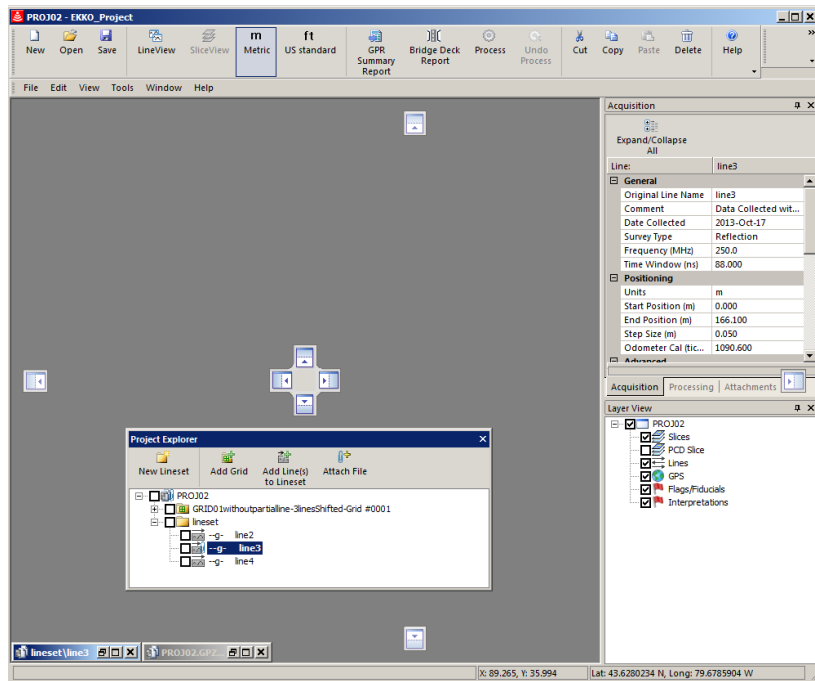 PROJ02 - EKKO_Project
New Open Save LineView SliceView m Metric ft US standard GPR Summary Report Bridge Deck Report Process Undo Process Cut Copy Paste Delete Help
File Edit View Tools Window Help
Acquisition
Expand/Collapse All
Line: line3
General
Original Line Name line3
Comment Data Collected wit...
Date Collected 2013-Oct-17
Survey Type Reflection
Frequency (MHz) 250.0
Time Window (ns) 88.000
Positioning
Units m
Start Position (m) 0.000
End Position (m) 166.100
Step Size (m) 0.050
Odometer Cal (tic... 1090.600
Advanced
Acquisition Processing Attachments
Layer View
PROJ02
Slices
PCD Slice
Lines
GPS
Flags/Fiducials
Interpretations
Project Explorer
New Lineset Add Grid Add Line(s) to Lineset Attach File
PROJ02
GRID01withoutpartialline-3linesShifted-Grid #0001
lineset
--g- line2
--g- line3
--g- line4
lineset\line3 PROJ02.GPZ...
X: 89.265, Y: 35.994 Lat: 43.6280234 N, Long: 79.6785904 W